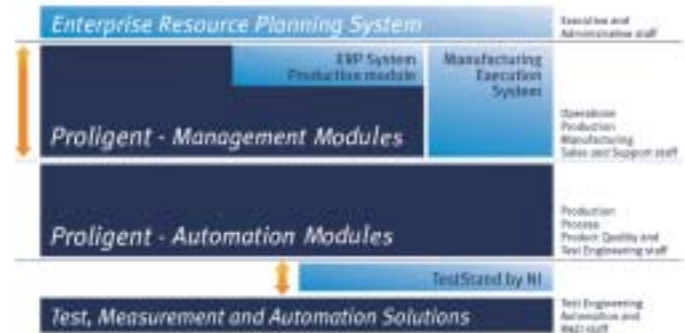 Enterprise Resource Planning System
Executive and
Administrative staff
ERP System
Production module
Manufacturing
Execution
System
Proligent - Management Modules
Operations
Production
Manufacturing
Sales and Support staff
Proligent - Automation Modules
Production
Process
Product Quality and
Test Engineering staff
TestStand by NI
Test, Measurement and Automation Solutions
Test Engineering
Automation and
R&D staff